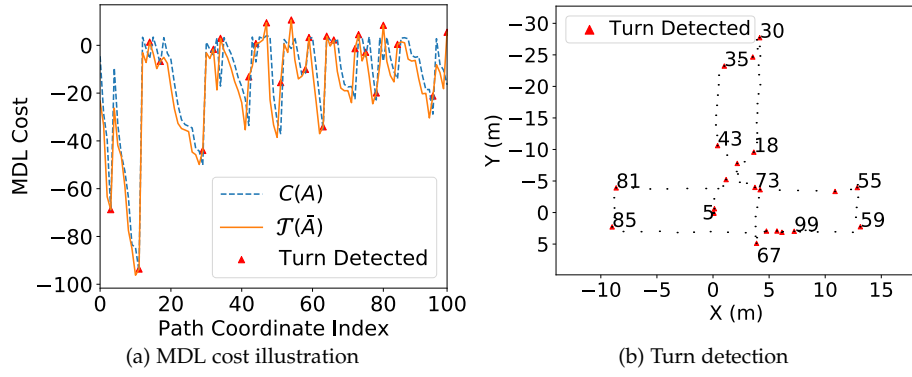 MDL Cost
0
−20
−40
−60
−80
−100
C(A)
𝒯(Ā)
Turn Detected
0 20 40 60 80 100
Path Coordinate Index
(a) MDL cost illustration
Y (m)
−30
−25
−20
−15
−10
−5
0
5
Turn Detected
30
35
43
18
81
73
55
5
85
99
59
67
−10 −5 0 5 10 15
X (m)
(b) Turn detection